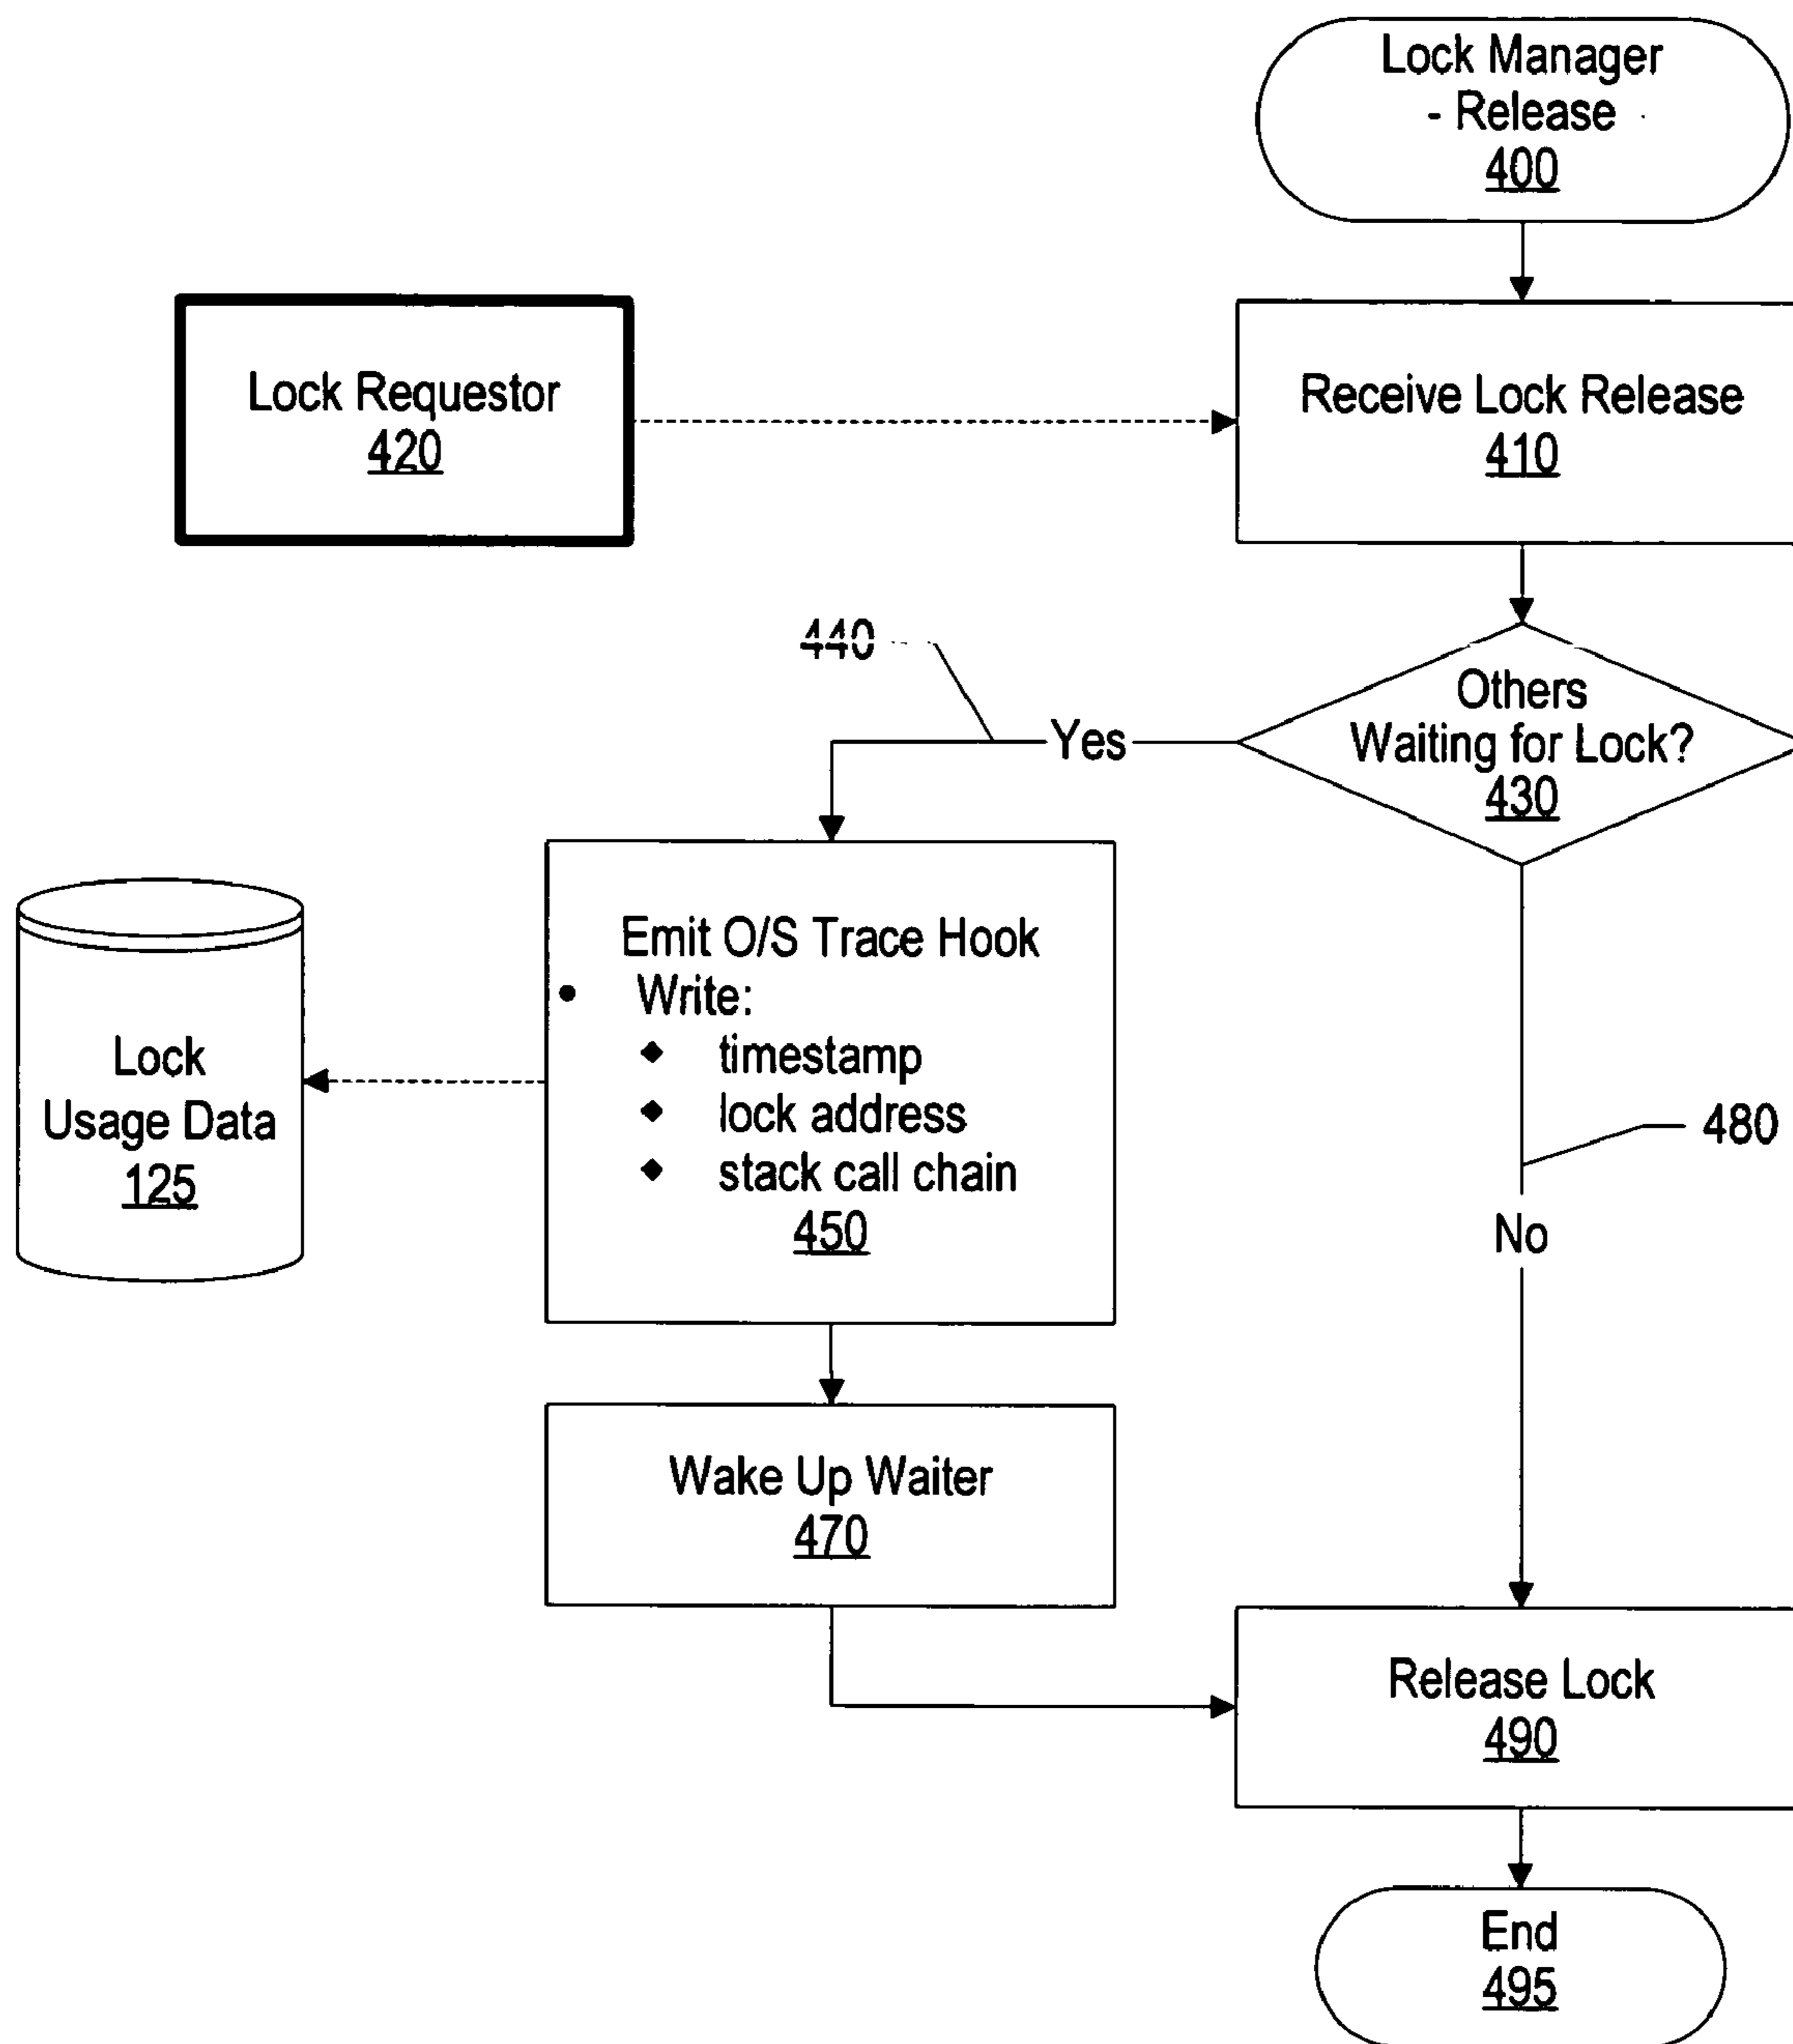 Lock Manager
- Release
400
Lock Requestor
420
Receive Lock Release
410
440
Yes
Others
Waiting for Lock?
430
Emit O/S Trace Hook
• Write:
◆ timestamp
◆ lock address
◆ stack call chain
450
Lock
Usage Data
125
480
No
Wake Up Waiter
470
Release Lock
490
End
495